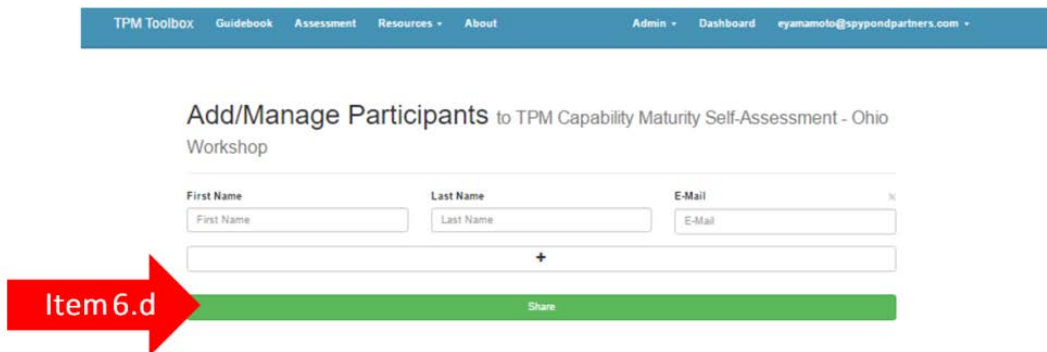 TPM Toolbox Guidebook Assessment Resources About Admin Dashboard eyamamoto@spypondpartners.com
Add/Manage Participants to TPM Capability Maturity Self-Assessment - Ohio
Workshop
First Name Last Name E-Mail x
First Name Last Name E-Mail
+
Item 6.d Share